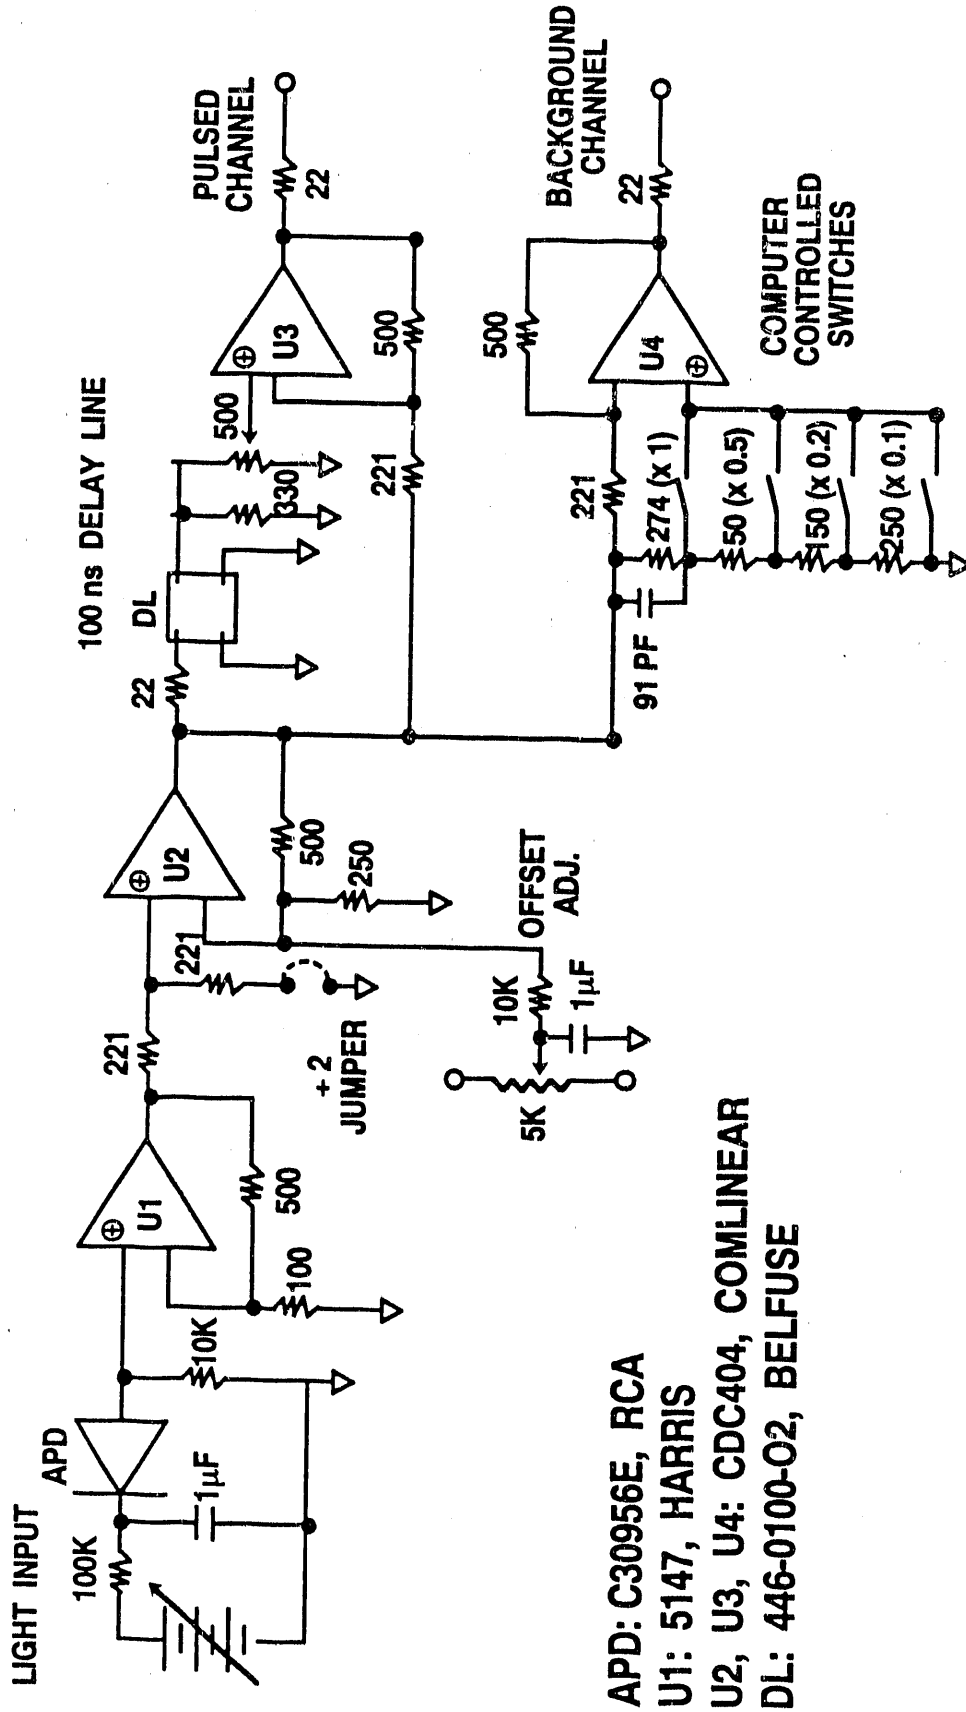 LIGHT INPUT
100K
APD
1µF
10K
U1
100
500
221
+2
JUMPER
221
U2
500
250
5K
10K
1µF
OFFSET
ADJ.
22
DL
100 ns DELAY LINE
330
500
U3
221
500
PULSED
CHANNEL
22
91 PF
221
500
U4
274 (x 1)
50 (x 0.5)
150 (x 0.2)
250 (x 0.1)
BACKGROUND
CHANNEL
22
COMPUTER
CONTROLLED
SWITCHES
APD: C30956E, RCA
U1: 5147, HARRIS
U2, U3, U4: CDC404, COMLINEAR
DL: 446-0100-O2, BELFUSE